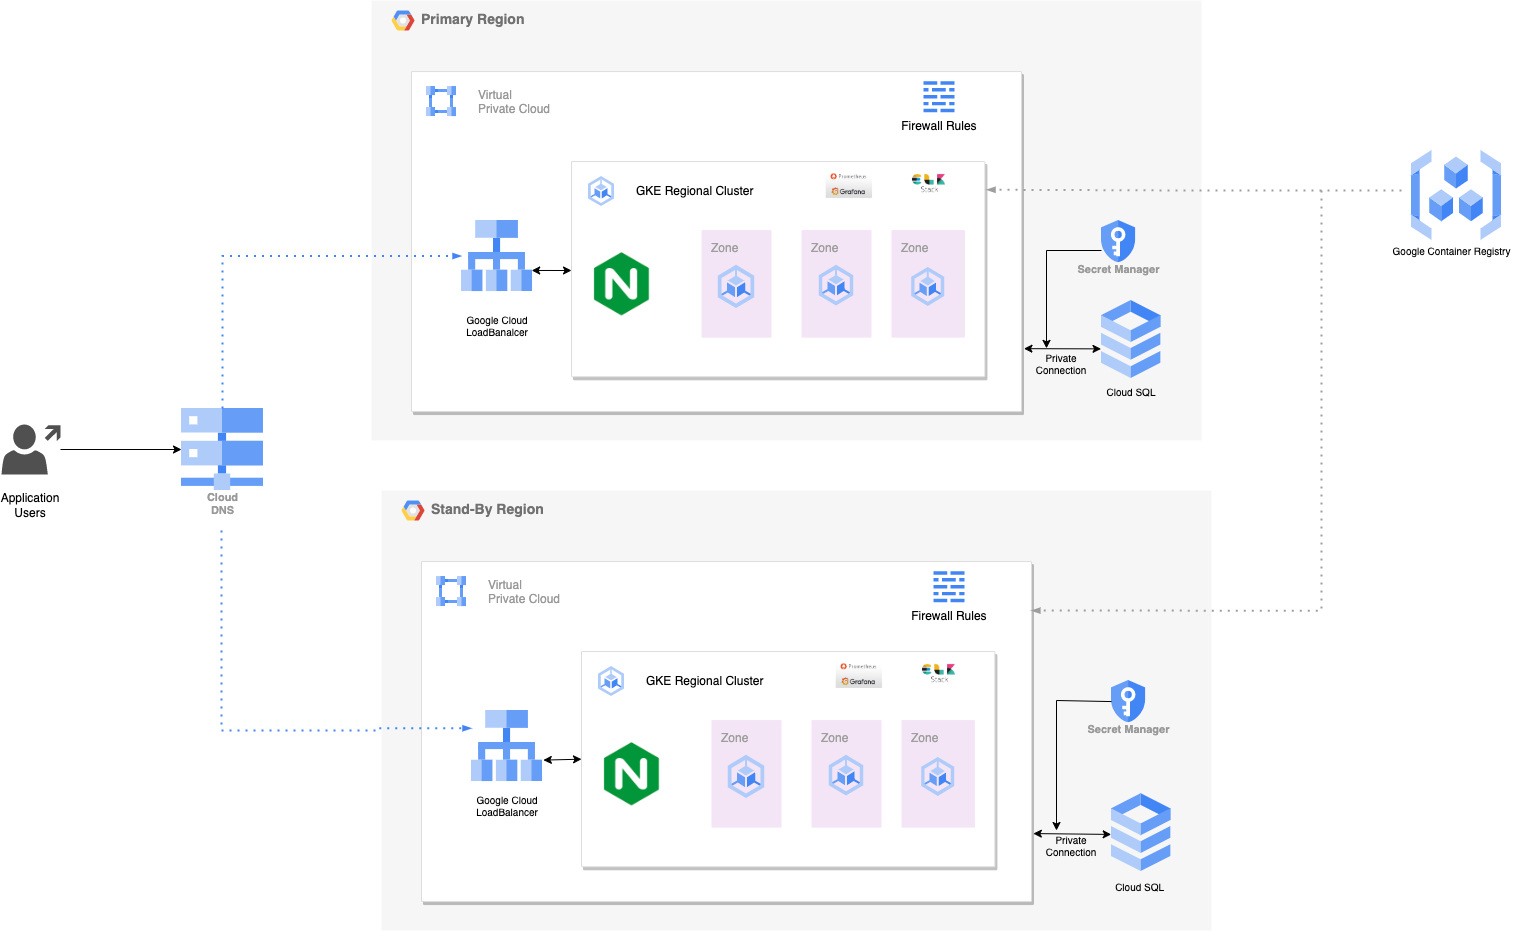 Primary Region
Virtual
Private Cloud
Firewall Rules
GKE Regional Cluster
Prometheus
Grafana
Stack
Zone
Zone
Zone
N
Google Cloud
LoadBanalcer
Secret Manager
Private
Connection
Cloud SQL
Google Container Registry
Application
Users
Cloud
DNS
Stand-By Region
Virtual
Private Cloud
Firewall Rules
GKE Regional Cluster
Prometheus
Grafana
Stack
Zone
Zone
Zone
N
Google Cloud
LoadBalancer
Secret Manager
Private
Connection
Cloud SQL